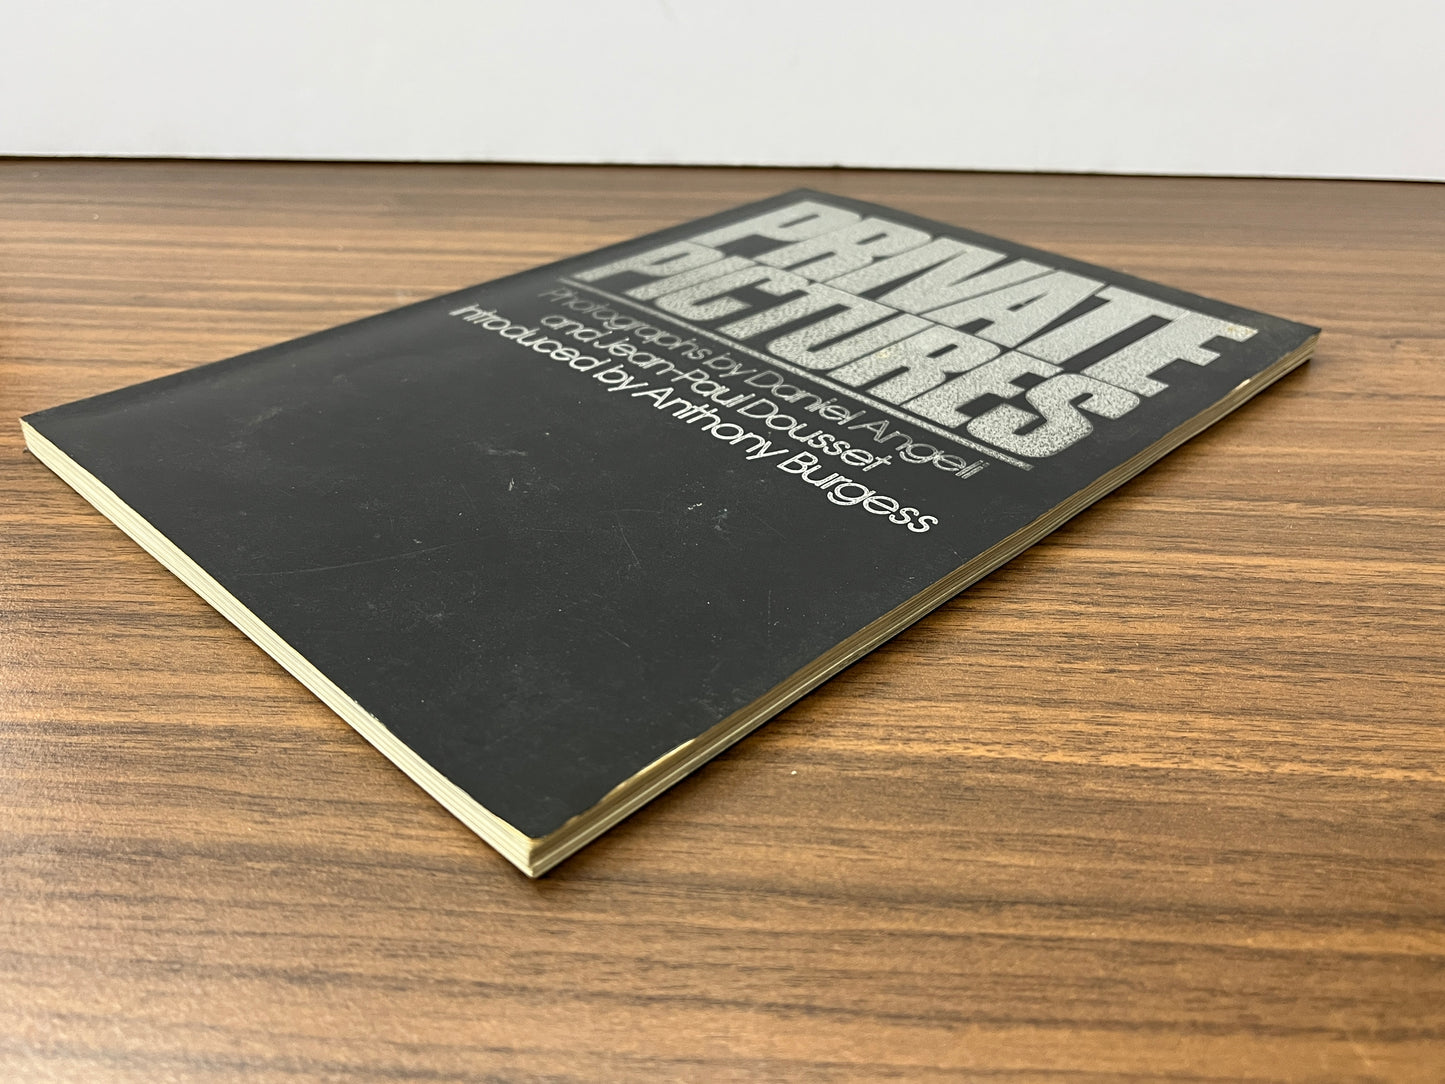 PRIVATE
PICTURES
Photographs by Daniel Angeli
and Jean-Paul Dousset
Introduced by Anthony Burgess